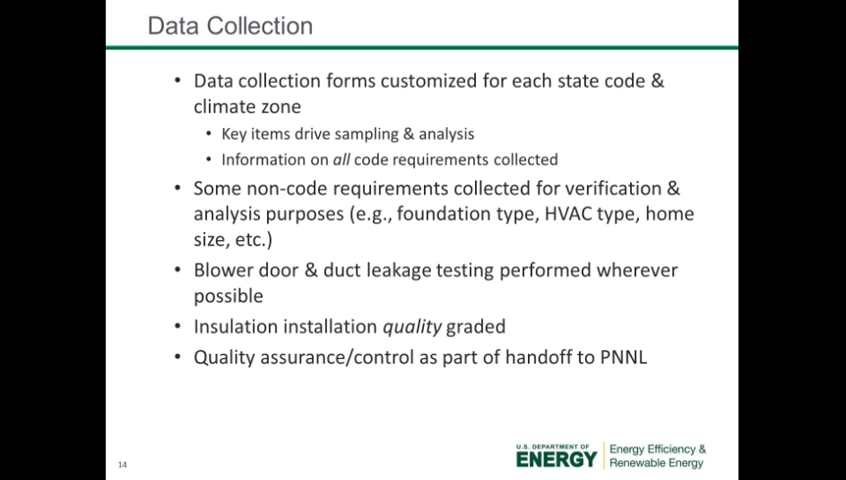 Data Collection
• Data collection forms customized for each state code &
climate zone
• Key items drive sampling & analysis
• Information on all code requirements collected
• Some non-code requirements collected for verification &
analysis purposes (e.g., foundation type, HVAC type, home
size, etc.)
• Blower door & duct leakage testing performed wherever
possible
• Insulation installation quality graded
• Quality assurance/control as part of handoff to PNNL
14
U.S. DEPARTMENT OF
ENERGY
Energy Efficiency &
Renewable Energy